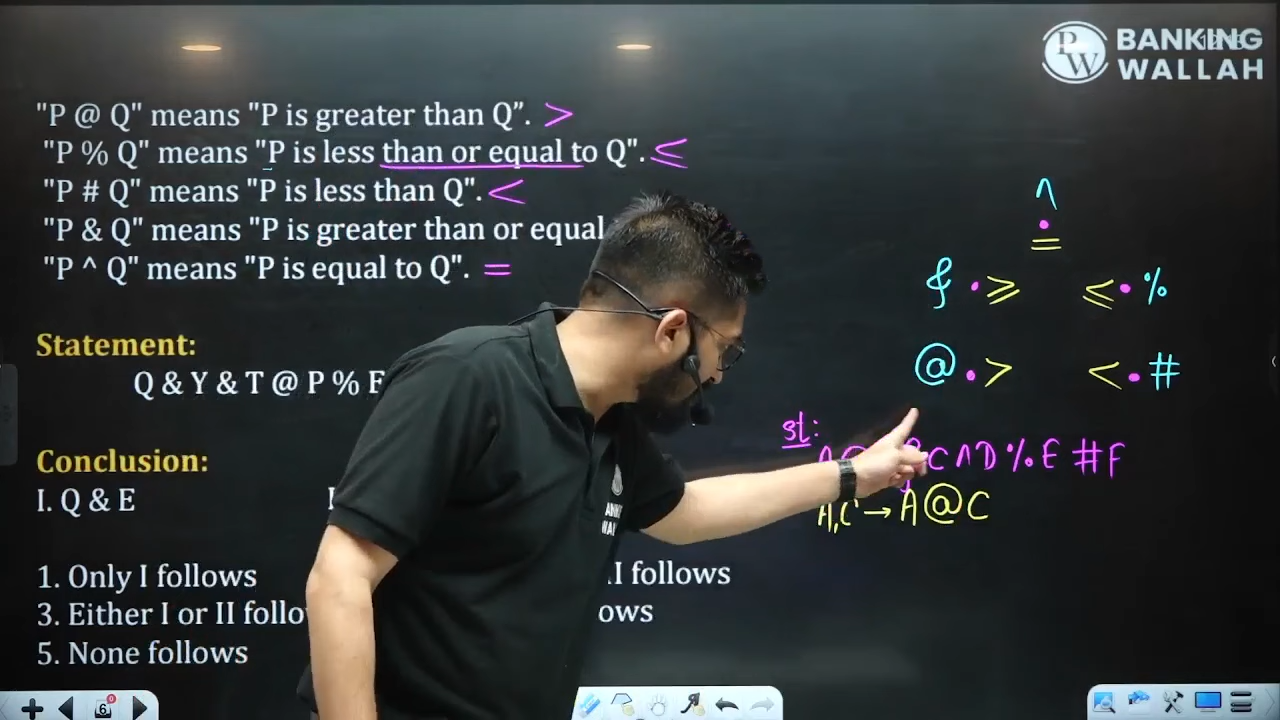 BANKING
WALLAH
PW
"P @ Q" means "P is greater than Q". >
"P % Q" means "P is less than or equal to Q". ≤
"P # Q" means "P is less than Q". <
"P & Q" means "P is greater than or equal
"P ^ Q" means "P is equal to Q". =
^
=
& ≥ ≤ %
@ > < #
Statement:
Q & Y & T @ P %
st:
C ^ D % E # F
A,C → A @ C
Conclusion:
I. Q & E
1. Only I follows
I follows
3. Either I or II follo
ows
5. None follows
6